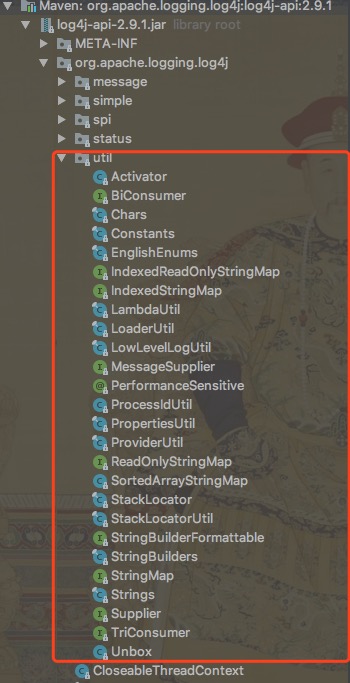 Maven: org.apache.logging.log4j:log4j-api:2.9.1
log4j-api-2.9.1.jar library root
META-INF
org.apache.logging.log4j
message
simple
spi
status
util
Activator
BiConsumer
Chars
Constants
EnglishEnums
IndexedReadOnlyStringMap
IndexedStringMap
LambdaUtil
LoaderUtil
LowLevelLogUtil
MessageSupplier
PerformanceSensitive
ProcessIdUtil
PropertiesUtil
ProviderUtil
ReadOnlyStringMap
SortedArrayStringMap
StackLocator
StackLocatorUtil
StringBuilderFormattable
StringBuilders
StringMap
Strings
Supplier
TriConsumer
Unbox
CloseableThreadContext